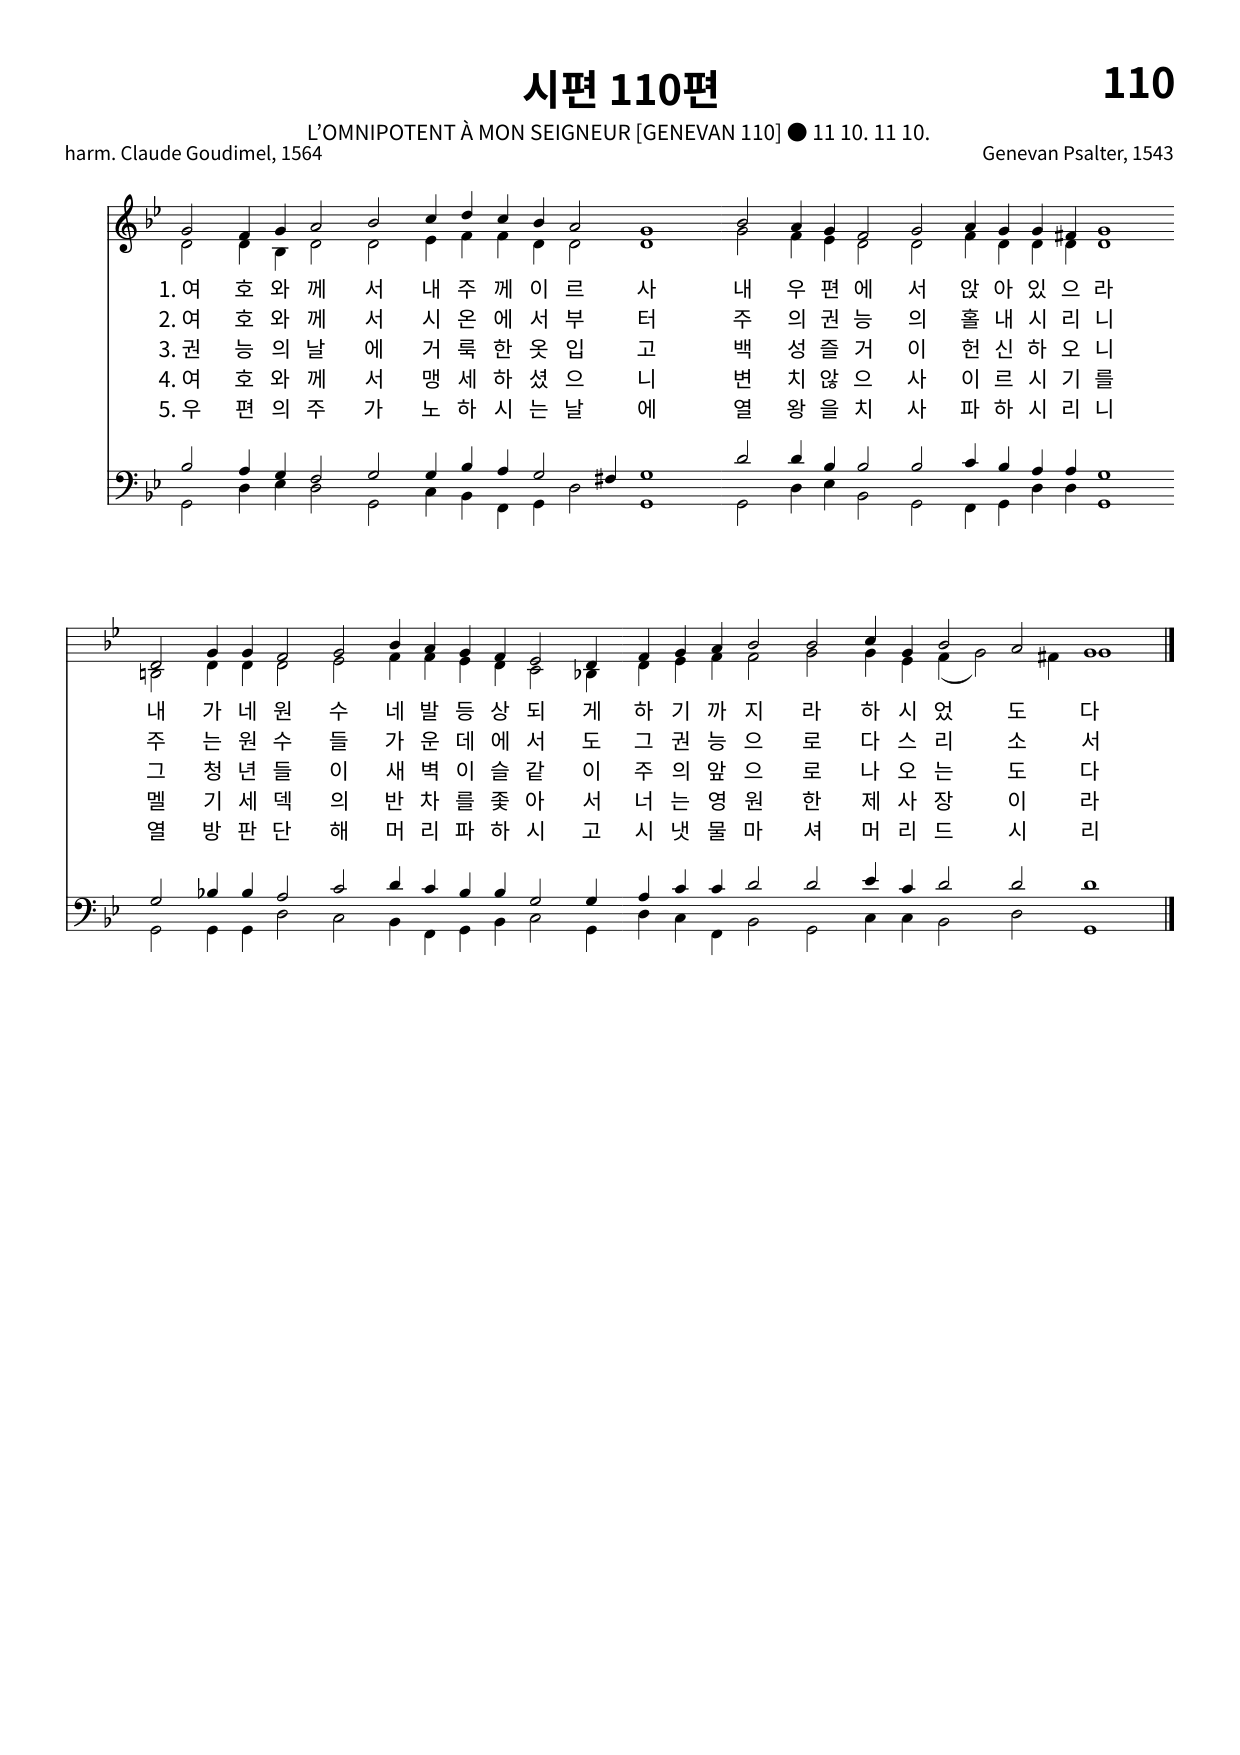 시편 110편
110
L’OMNIPOTENT À MON SEIGNEUR [GENEVAN 110] ● 11 10. 11 10.
harm. Claude Goudimel, 1564
Genevan Psalter, 1543
1. 여 호 와 께 서 내 주 께 이 르 사 내 우 편 에 서 앉 아 있 으 라
2. 여 호 와 께 서 시 온 에 서 부 터 주 의 권 능 의 홀 내 시 리 니
3. 권 능 의 날 에 거 룩 한 옷 입 고 백 성 즐 거 이 헌 신 하 오 니
4. 여 호 와 께 서 맹 세 하 셨 으 니 변 치 않 으 사 이 르 시 기 를
5. 우 편 의 주 가 노 하 시 는 날 에 열 왕 을 치 사 파 하 시 리 니
내 가 네 원 수 네 발 등 상 되 게 하 기 까 지 라 하 시 었 도 다
주 는 원 수 들 가 운 데 에 서 도 그 권 능 으 로 다 스 리 소 서
그 청 년 들 이 새 벽 이 슬 같 이 주 의 앞 으 로 나 오 는 도 다
멜 기 세 덱 의 반 차 를 좇 아 서 너 는 영 원 한 제 사 장 이 라
열 방 판 단 해 머 리 파 하 시 고 시 냇 물 마 셔 머 리 드 시 리